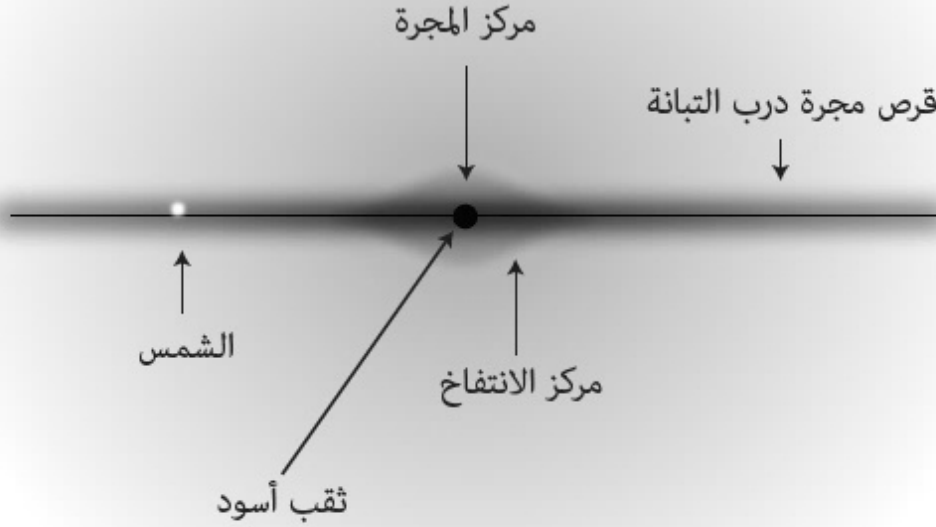 مركز المجرة
قرص مجرة درب التبانة
الشمس
مركز الانتفاخ
ثقب أسود